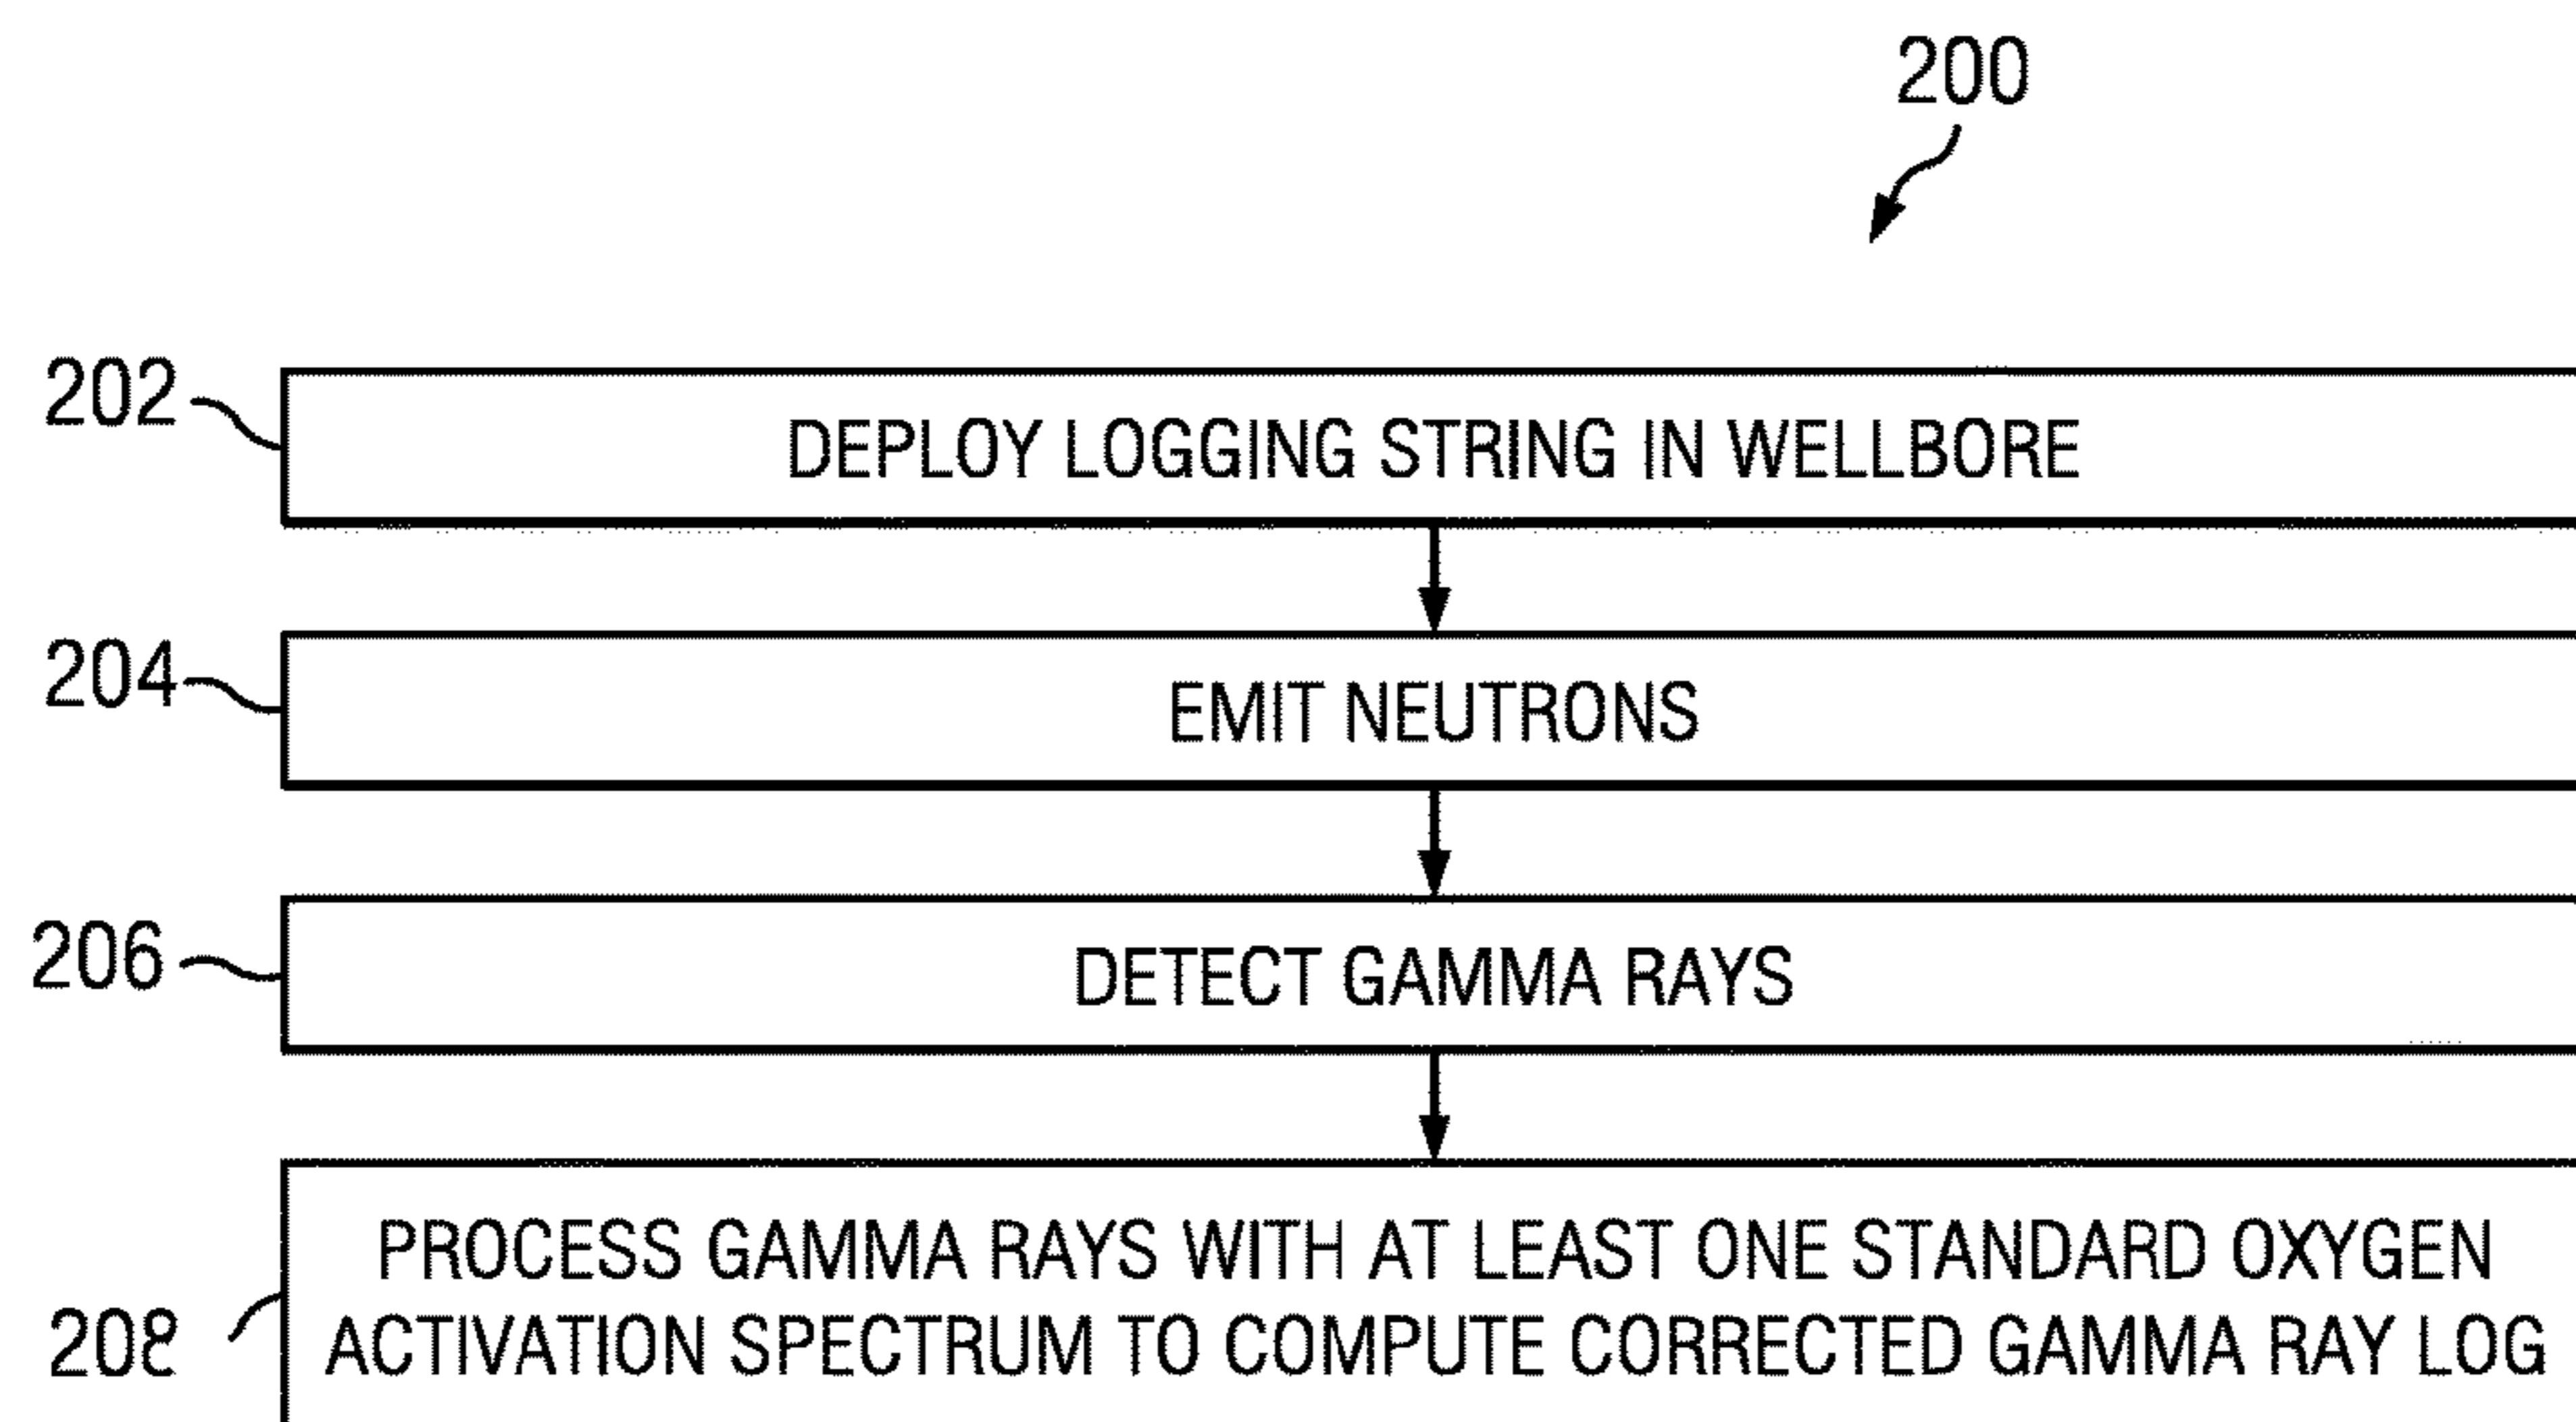 200
202
DEPLOY LOGGING STRING IN WELLBORE
204
EMIT NEUTRONS
206
DETECT GAMMA RAYS
208
PROCESS GAMMA RAYS WITH AT LEAST ONE STANDARD OXYGEN
ACTIVATION SPECTRUM TO COMPUTE CORRECTED GAMMA RAY LOG